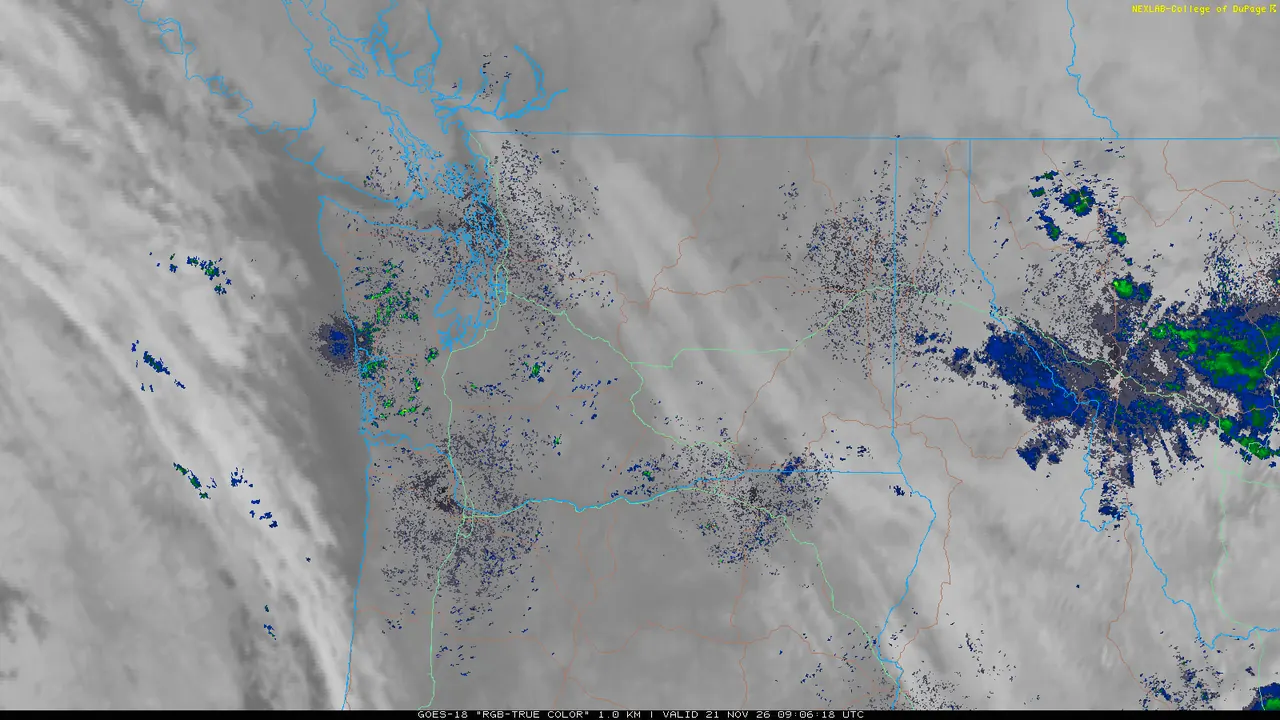 NEXLAB-College of DuPage
GOES-18 "RGB-TRUE COLOR" 1.0 KM | VALID 21 NOV 26 09:06:18 UTC